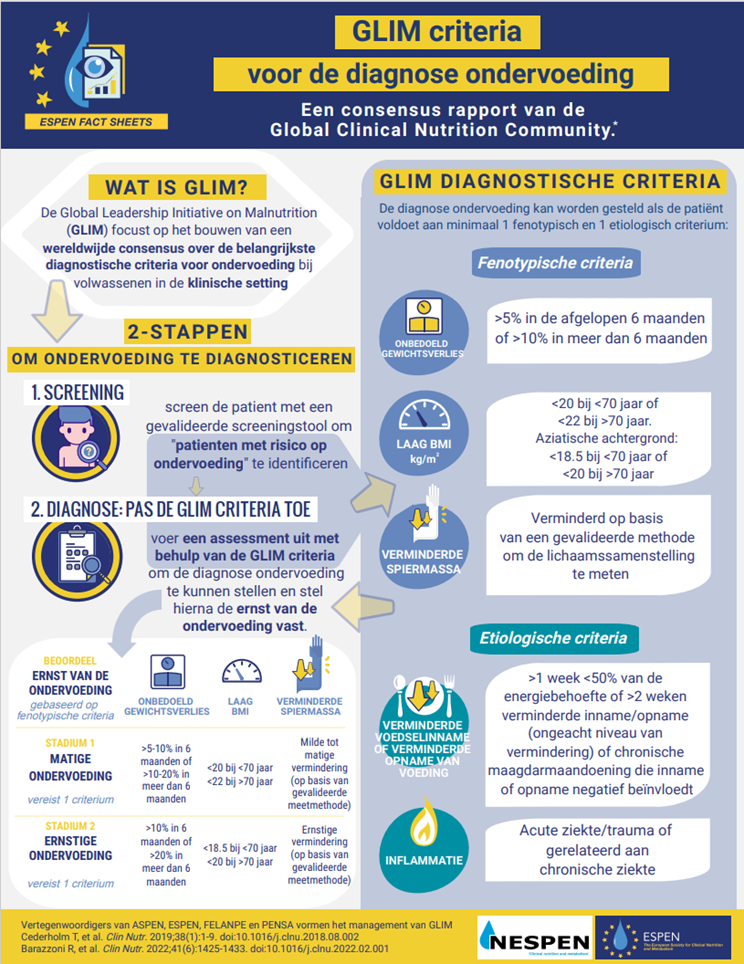 GLIM criteria
voor de diagnose ondervoeding
Een consensus rapport van de
Global Clinical Nutrition Community.*
ESPEN FACT SHEETS
WAT IS GLIM?
De Global Leadership Initiative on Malnutrition
(GLIM) focust op het bouwen van een
wereldwijde consensus over de belangrijkste
diagnostische criteria voor ondervoeding bij
volwassenen in de klinische setting
2-STAPPEN
OM ONDERVOEDING TE DIAGNOSTICEREN
1. SCREENING
screen de patient met een
gevalideerde screeningstool om
"patienten met risico op
ondervoeding" te identificeren
2. DIAGNOSE: PAS DE GLIM CRITERIA TOE
voer een assessment uit met
behulp van de GLIM criteria
om de diagnose ondervoeding
te kunnen stellen en stel
hierna de ernst van de
ondervoeding vast.
BEOORDEEL
ERNST VAN DE
ONDERVOEDING
gebaseerd op
fenotypische criteria
ONBEDOELD
GEWICHTSVERLIES
LAAG
BMI
VERMINDERDE
SPIERMASSA
STADIUM 1
MATIGE
ONDERVOEDING
vereist 1 criterium
>5-10% in 6
maanden of
>10-20% in
meer dan 6
maanden
<20 bij <70 jaar
<22 bij >70 jaar
Milde tot
matige
vermindering
(op basis van
gevalideerde
meetmethode)
STADIUM 2
ERNSTIGE
ONDERVOEDING
vereist 1 criterium
>10% in 6
maanden of
>20% in
meer dan 6
maanden
<18.5 bij <70 jaar
<20 bij >70 jaar
Ernstige
vermindering
(op basis van
gevalideerde
meetmethode)
GLIM DIAGNOSTISCHE CRITERIA
De diagnose ondervoeding kan worden gesteld als de patiënt
voldoet aan minimaal 1 fenotypisch en 1 etiologisch criterium:
Fenotypische criteria
ONBEDOELD
GEWICHTSVERLIES
>5% in de afgelopen 6 maanden
of >10% in meer dan 6 maanden
LAAG BMI
kg/m²
<20 bij <70 jaar of
<22 bij >70 jaar.
Aziatische achtergrond:
<18.5 bij <70 jaar of
<20 bij >70 jaar
VERMINDERDE
SPIERMASSA
Verminderd op basis
van een gevalideerde methode
om de lichaamssamenstelling
te meten
Etiologische criteria
VERMINDERDE
VOEDSELINNAME
OF VERMINDERDE
OPNAME VAN
VOEDING
>1 week <50% van de
energiebehoefte of >2 weken
verminderde inname/opname
(ongeacht niveau van
vermindering) of chronische
maagdarmaandoening die inname
of opname negatief beïnvloedt
INFLAMMATIE
Acute ziekte/trauma of
gerelateerd aan
chronische ziekte
Vertegenwoordigers van ASPEN, ESPEN, FELANPE en PENSA vormen het management van GLIM
Cederholm T, et al. Clin Nutr. 2019;38(1):1-9. doi:10.1016/j.clnu.2018.08.002
Barazzoni R, et al. Clin Nutr. 2022;41(6):1425-1433. doi:10.1016/j.clnu.2022.02.001
NESPEN
Clinical nutrition and metabolism
ESPEN
The European Society for Clinical Nutrition
and Metabolism